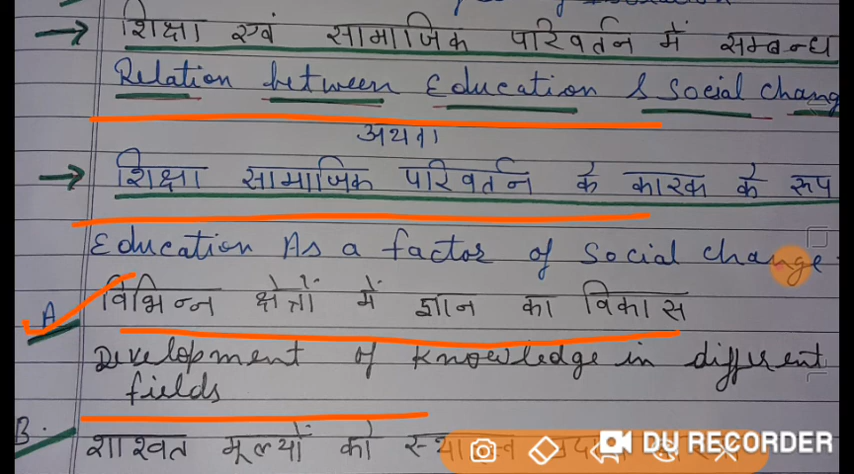 शिक्षा एवं सामाजिक परिवर्तन में सम्बन्ध
Relation between Education & Social Chang
अथवा
शिक्षा सामाजिक परिवर्तन के कारक के रूप
Education As a factor of Social Change
A विभिन्न क्षेत्रों में ज्ञान का विकास
Development of Knowledge in different
fields
B. शाश्वत मूल्यों को
DU RECORDER